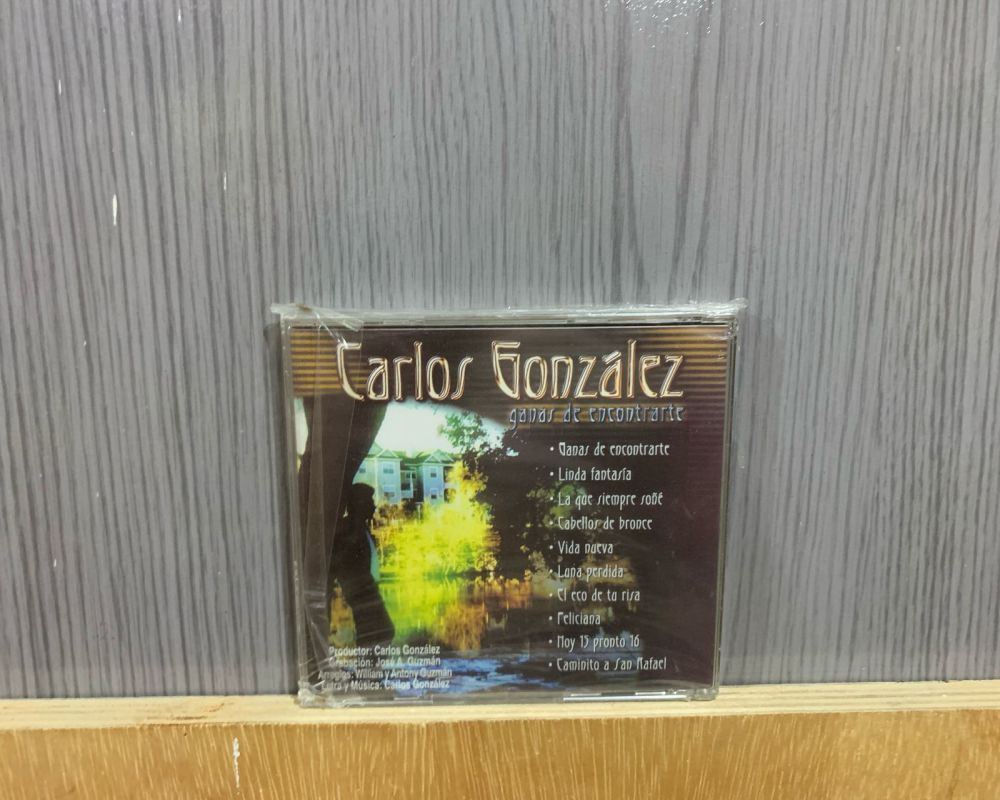 Carlos González
ganas de encontrarte
• Ganas de encontrarte
• Linda fantasía
• La que siempre soñé
• Cabellos de bronce
• Vida nueva
• Luna perdida
• El eco de tu risa
• Feliciana
• Hoy 15 pronto 16
• Caminito a San Rafael
Productor: Carlos González
Grabación: José A. Guzmán
Arreglos: William y Antony Guzmán
Letra y Música: Carlos González